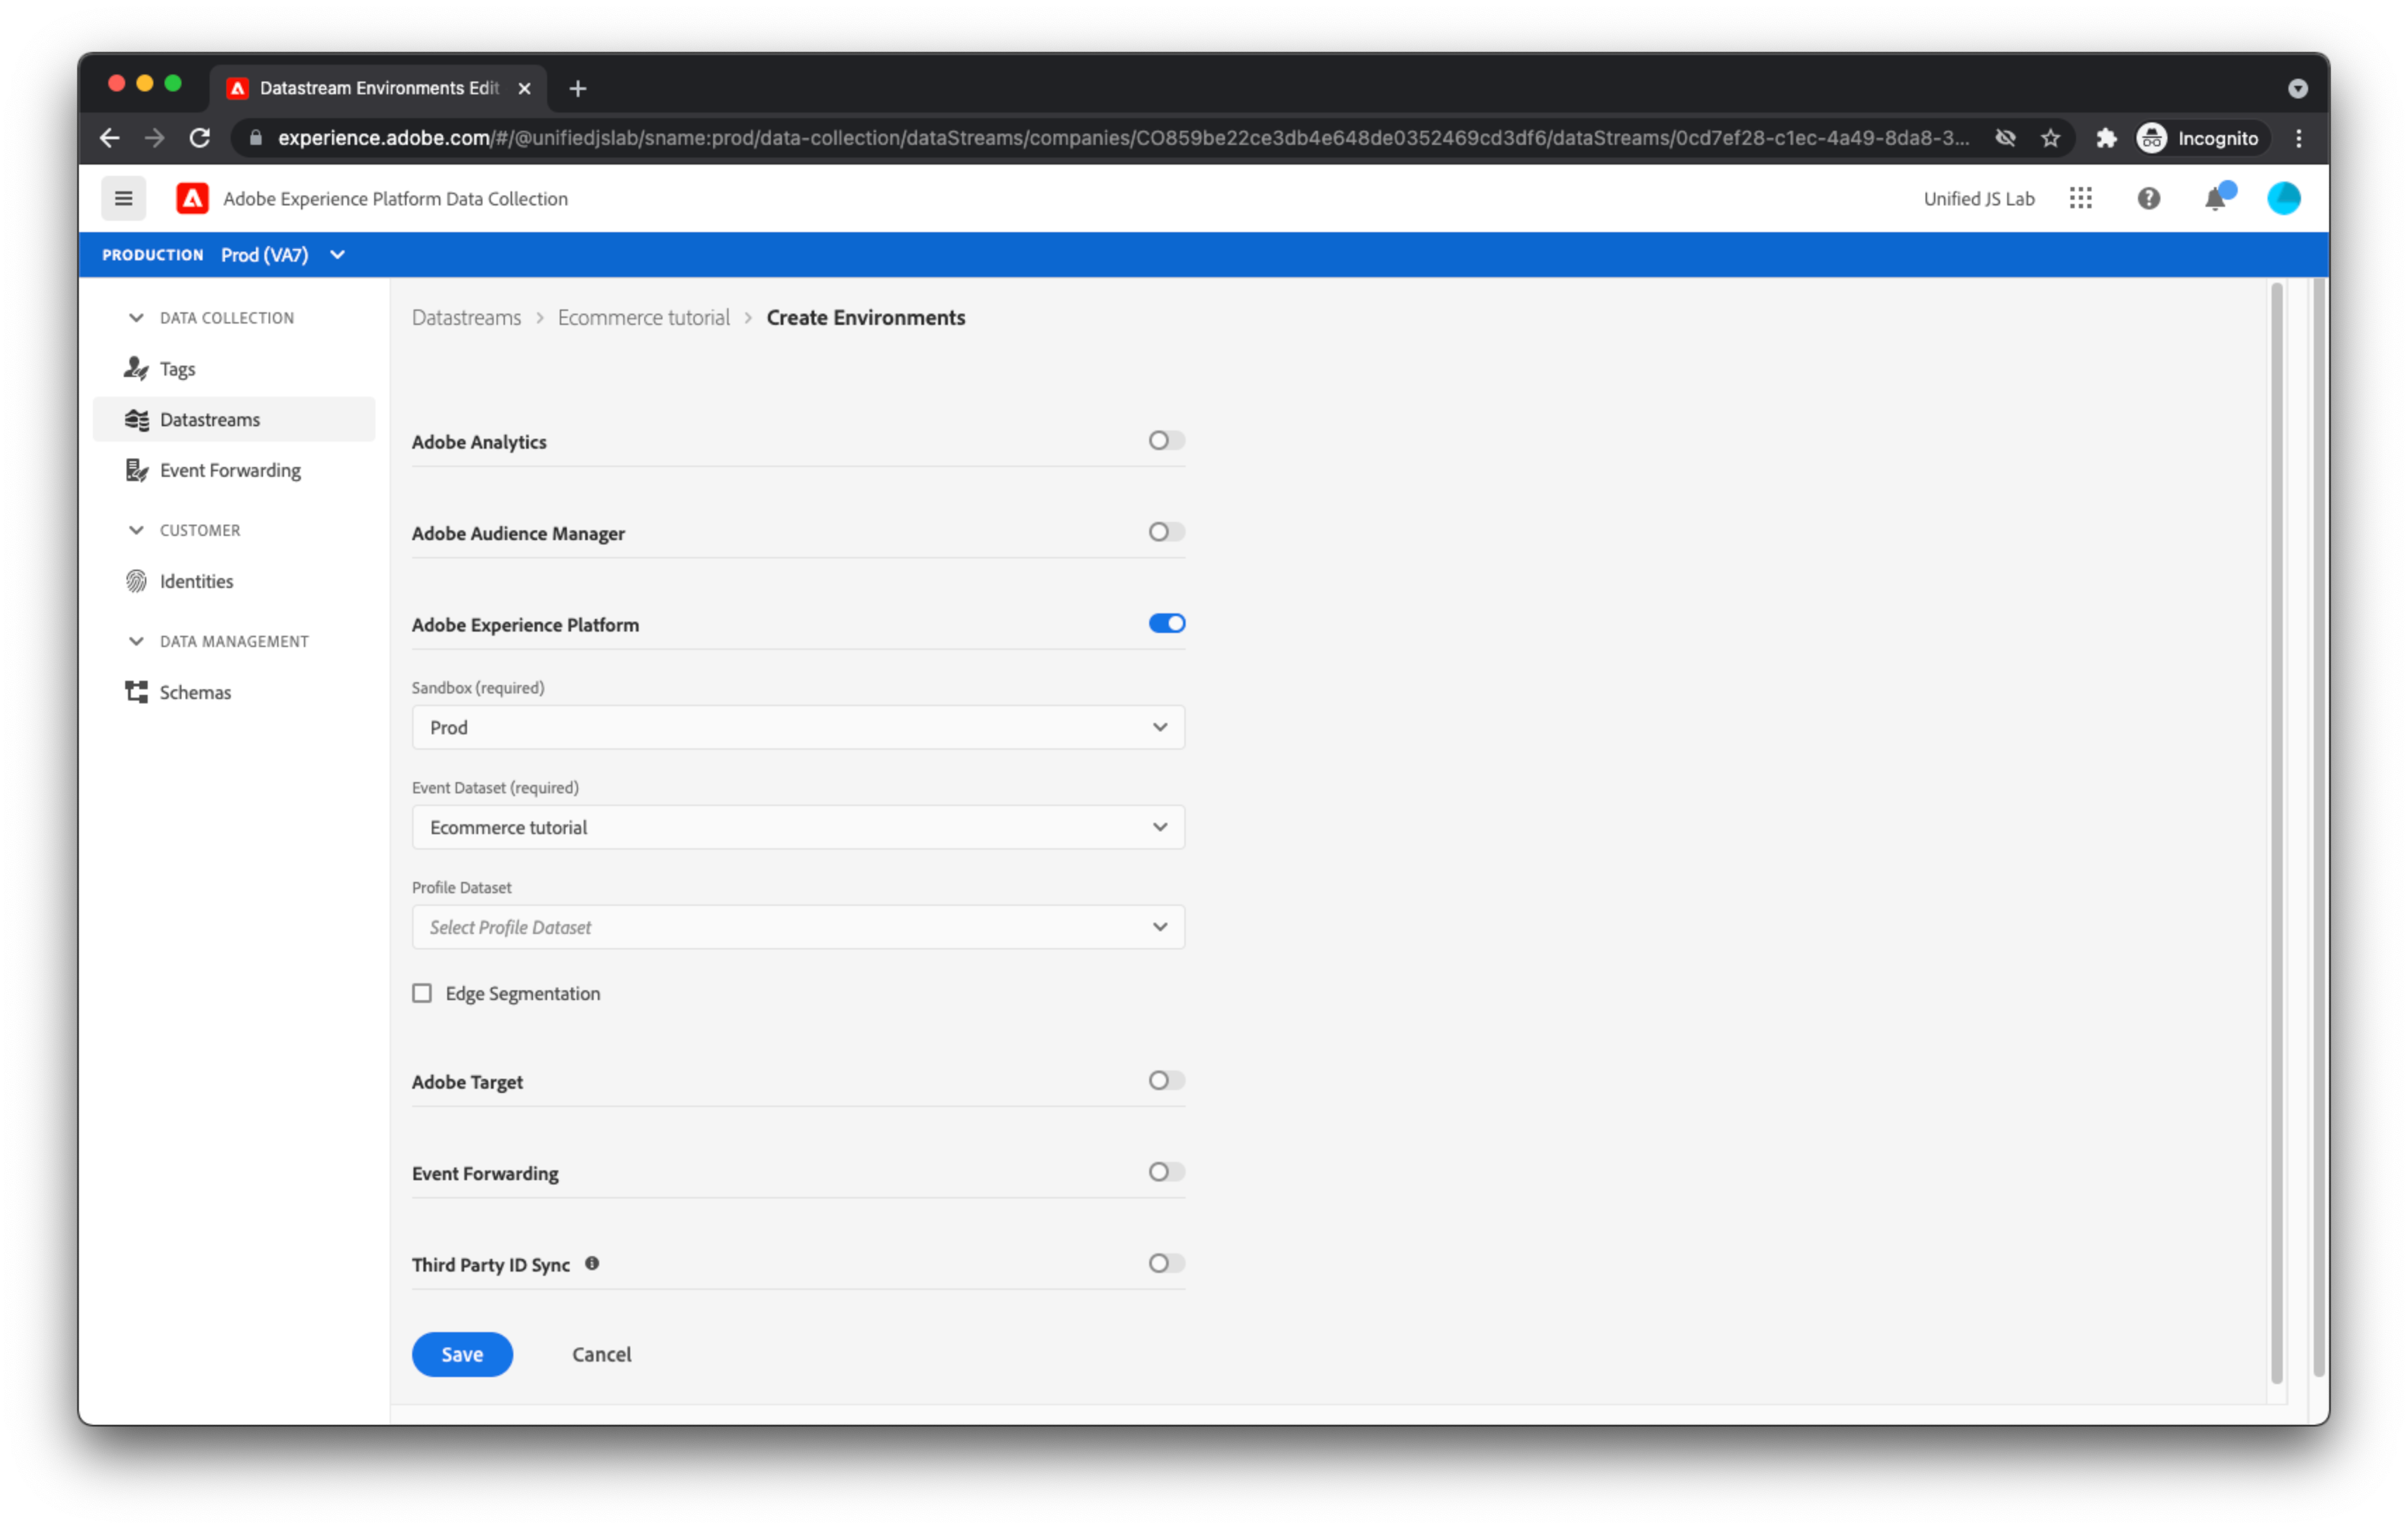 Datastream Environments Edit
experience.adobe.com/#/@unifiedjslab/sname:prod/data-collection/dataStreams/companies/CO859be22ce3db4e648de0352469cd3df6/dataStreams/0cd7ef28-c1ec-4a49-8da8-3...
Incognito
Adobe Experience Platform Data Collection
Unified JS Lab
PRODUCTION Prod (VA7)
DATA COLLECTION
Tags
Datastreams
Event Forwarding
CUSTOMER
Identities
DATA MANAGEMENT
Schemas
Datastreams > Ecommerce tutorial > Create Environments
Adobe Analytics
Adobe Audience Manager
Adobe Experience Platform
Sandbox (required)
Prod
Event Dataset (required)
Ecommerce tutorial
Profile Dataset
Select Profile Dataset
Edge Segmentation
Adobe Target
Event Forwarding
Third Party ID Sync
Save Cancel